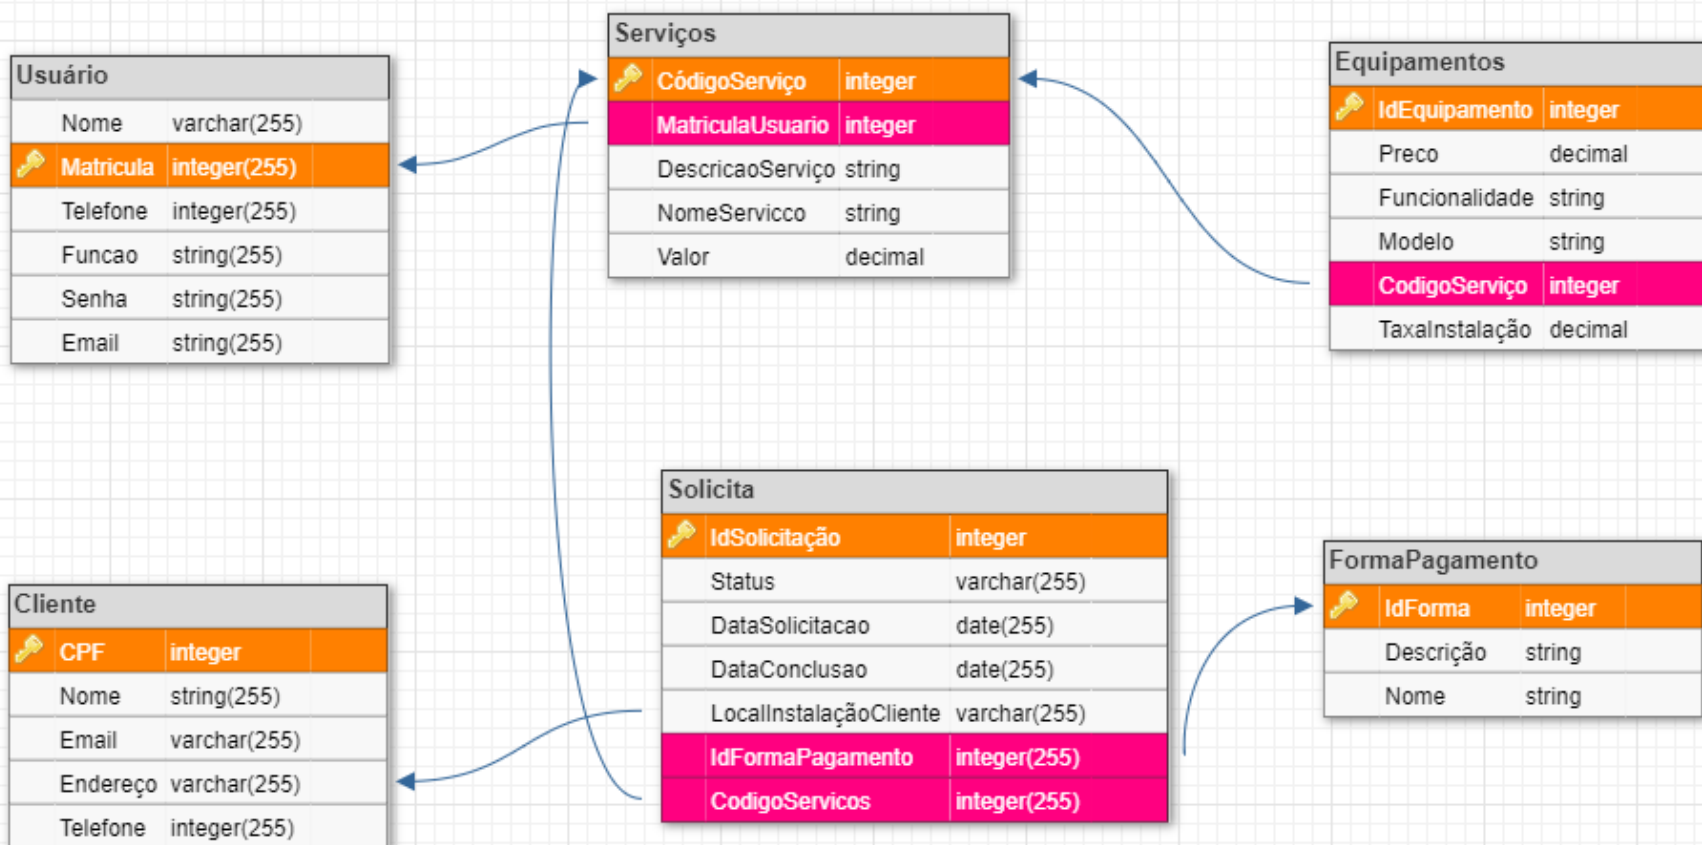 Usuário
Nome varchar(255)
Matricula integer(255)
Telefone integer(255)
Funcao string(255)
Senha string(255)
Email string(255)
Serviços
CódigoServiço integer
MatriculaUsuario integer
DescricaoServiço string
NomeServicco string
Valor decimal
Equipamentos
IdEquipamento integer
Preco decimal
Funcionalidade string
Modelo string
CodigoServiço integer
TaxaInstalação decimal
Cliente
CPF integer
Nome string(255)
Email varchar(255)
Endereço varchar(255)
Telefone integer(255)
Solicita
IdSolicitação integer
Status varchar(255)
DataSolicitacao date(255)
DataConclusao date(255)
LocalInstalaçãoCliente varchar(255)
IdFormaPagamento integer(255)
CodigoServicos integer(255)
FormaPagamento
IdForma integer
Descrição string
Nome string